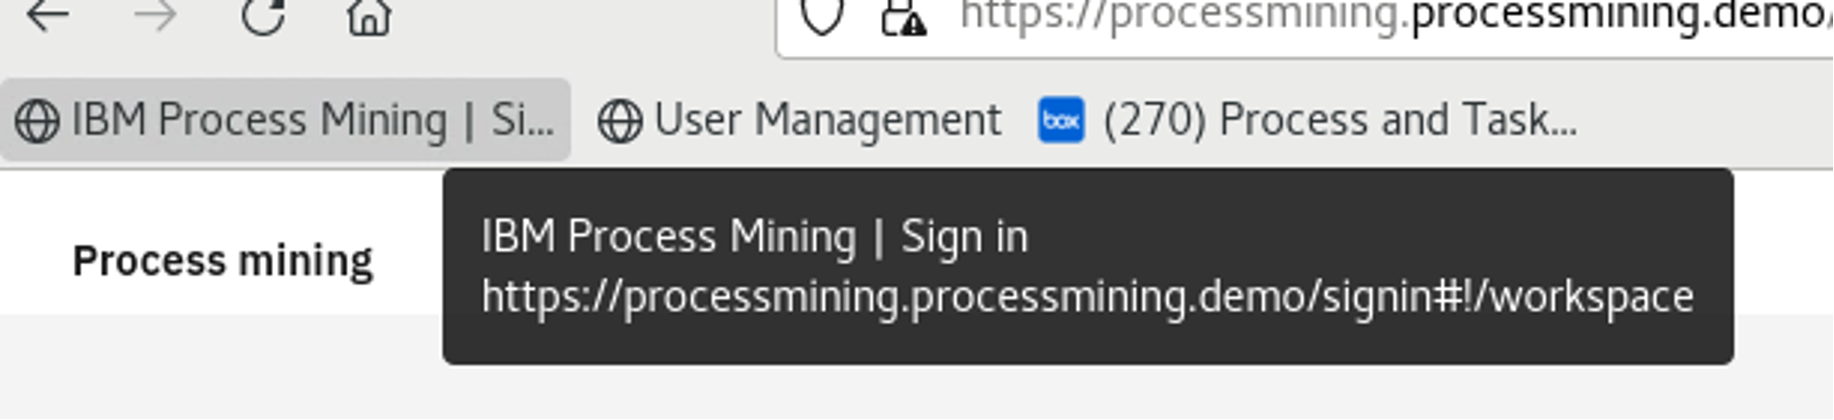 https://processmining.processmining.demo/
IBM Process Mining | Si...
User Management
box
(270) Process and Task...
IBM Process Mining | Sign in
https://processmining.processmining.demo/signin#!/workspace
Process mining